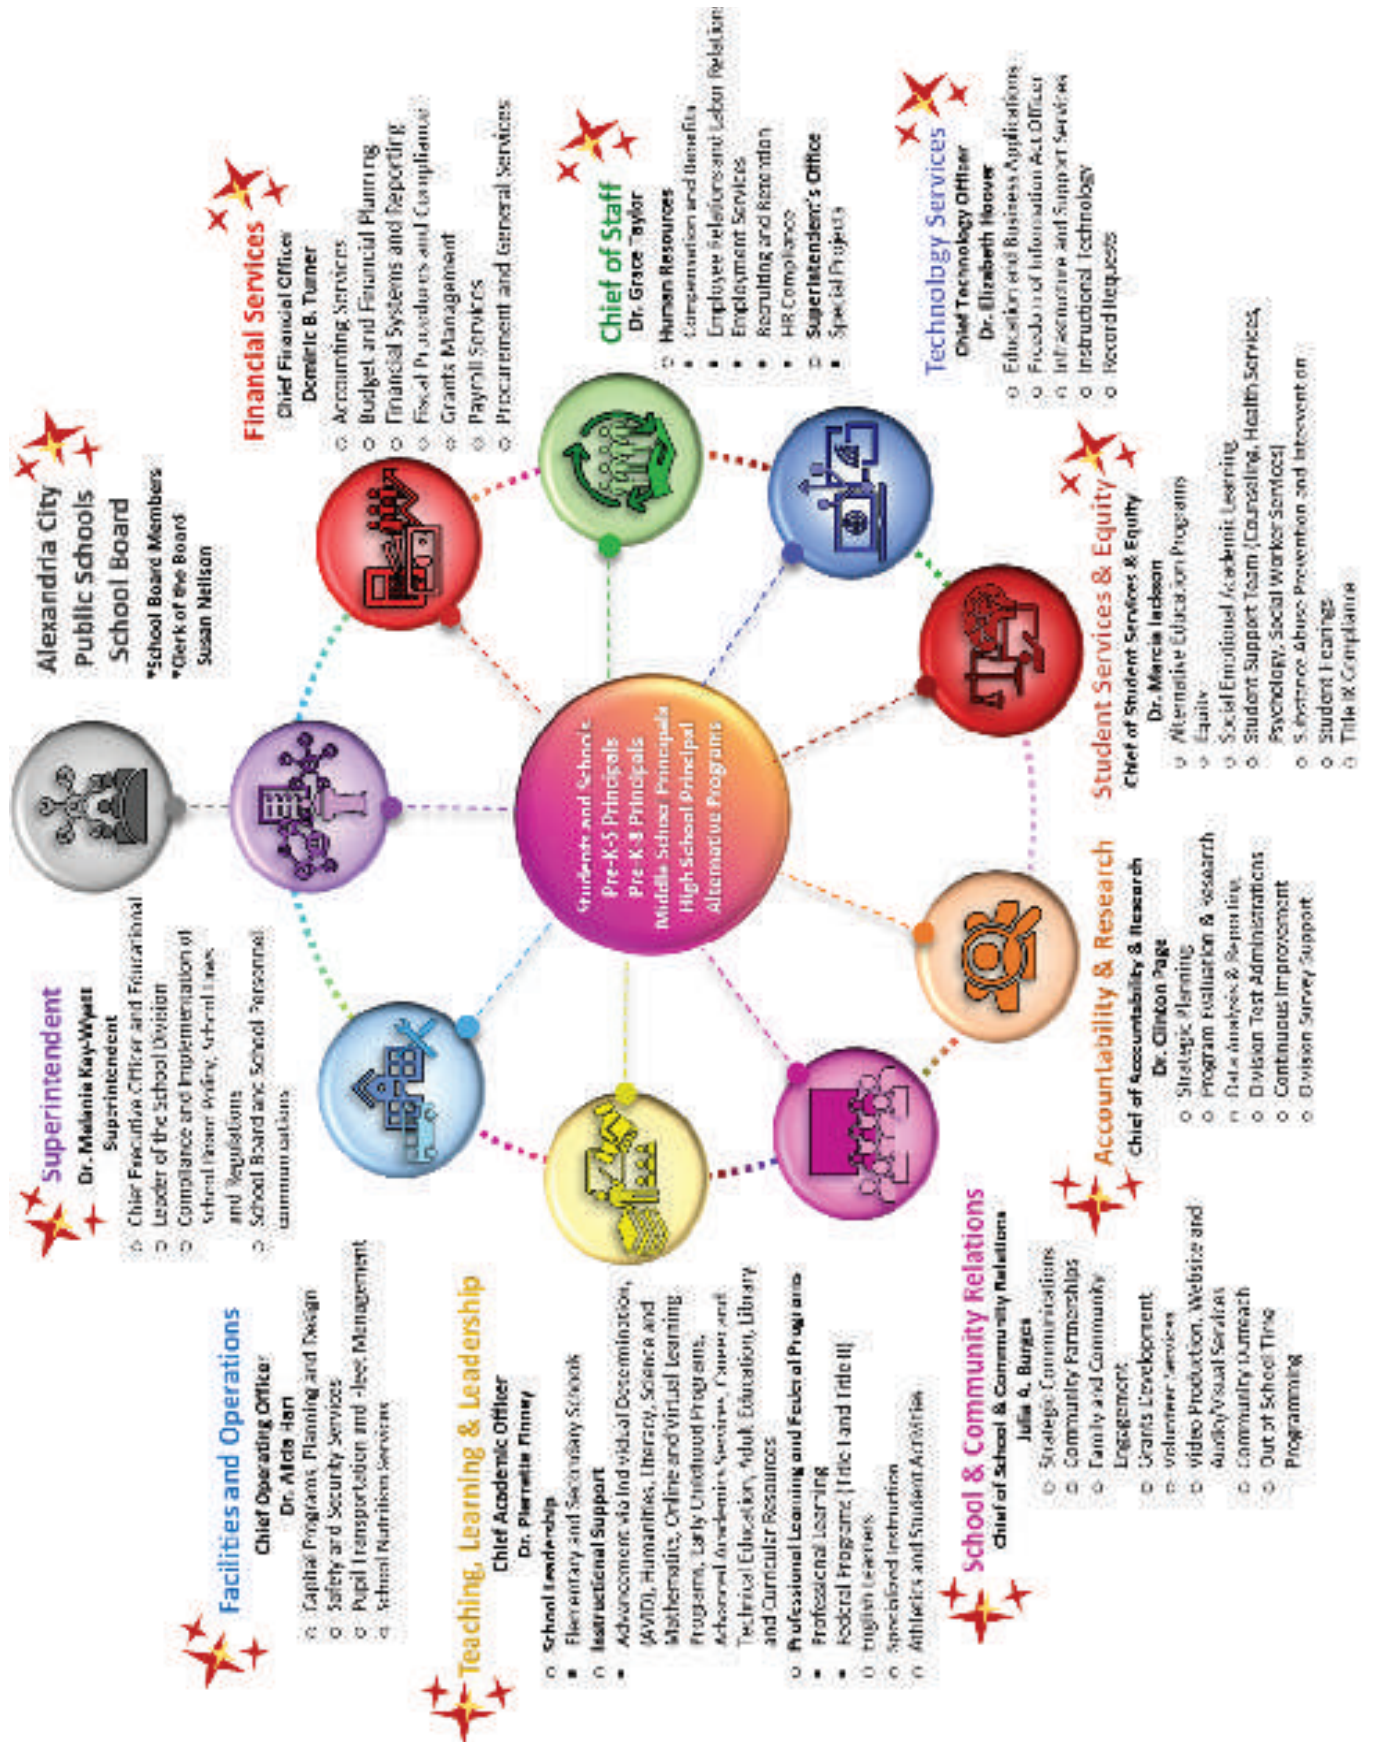 Alexandria City
Public Schools
School Board
*School Board Members
*Clerk of the Board
Susan Neilson
Superintendent
Dr. Melanie Kay-Wyatt
Superintendent
o Chief Executive Officer and Educational
Leader of the School Division
o Compliance and Implementation of
School Board Policy, School Laws
and Regulations
o School Board and School Personnel
communications
Financial Services
Chief Financial Officer
Dominic B. Turner
o Accounting Services
o Budget and Financial Planning
o Financial Systems and Reporting
o Fiscal Procedures and Compliance
o Grants Management
o Payroll Services
o Procurement and General Services
Chief of Staff
Dr. Grace Taylor
o Human Resources
▪ Compensation and Benefits
▪ Employee Relations and Labor Relations
▪ Employment Services
▪ Recruiting and Retention
▪ HR Compliance
o Superintendent's Office
▪ Special Projects
Technology Services
Chief Technology Officer
Dr. Elizabeth Hoover
o Education and Business Applications
o Freedom of Information Act Officer
o Infrastructure and Support Services
o Instructional Technology
o Record Requests
Student Services & Equity
Chief of Student Services & Equity
Dr. Marcia Jackson
o Alternative Education Programs
o Equity
o Social Emotional Academic Learning
o Student Support Team (Counseling, Health Services,
Psychology, Social Worker Services)
o Substance Abuse Prevention and Intervention
o Student Hearings
o Title IX Compliance
Accountability & Research
Chief of Accountability & Research
Dr. Clinton Page
o Strategic Planning
o Program Evaluation & Research
o Data Analysis & Reporting
o Division Test Administrations
o Continuous Improvement
o Division Survey Support
School & Community Relations
Chief of School & Community Relations
Julia A. Burgos
o Strategic Communications
o Community Partnerships
o Family and Community
Engagement
o Grants Development
o Volunteer Services
o Video Production, Website and
Audio/Visual Services
o Community Outreach
o Out of School Time
Programming
Teaching, Learning & Leadership
Chief Academic Officer
Dr. Pierrette Finney
o School Leadership
▪ Elementary and Secondary Schools
o Instructional Support
▪ Advancement via Individual Determination,
(AVID), Humanities, Literacy, Science and
Mathematics, Online and Virtual Learning
Programs, Early Childhood Programs,
Advanced Academics Services, Career and
Technical Education, Adult Education, Library
and Curricular Resources
o Professional Learning and Federal Programs
▪ Professional Learning
▪ Federal Programs (Title I and Title II)
o English Learners
o Specialized Instruction
o Athletics and Student Activities
Facilities and Operations
Chief Operating Officer
Dr. Alicia Hart
o Capital Programs, Planning and Design
o Safety and Security Services
o Pupil Transportation and Fleet Management
o School Nutrition Services
Students and Schools
Pre-K-5 Principals
Pre-K-8 Principals
Middle School Principals
High School Principal
Alternative Programs